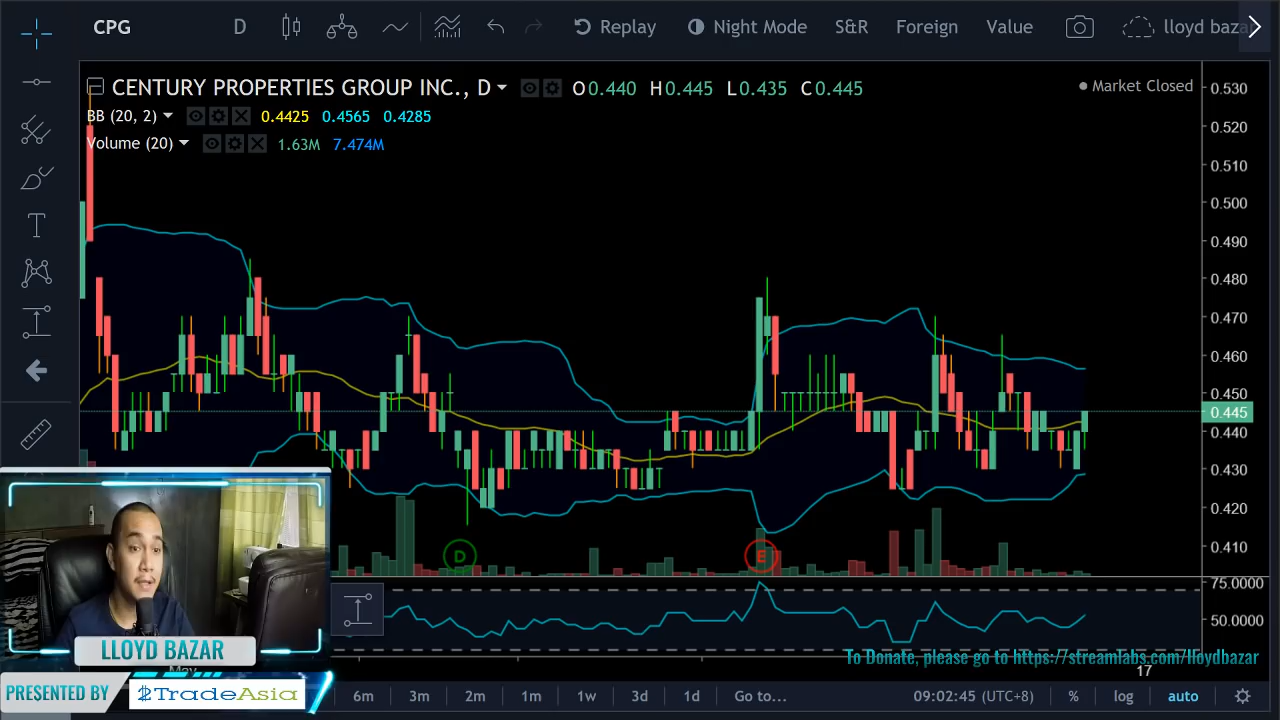 CPG D Replay Night Mode S&R Foreign Value lloyd baza
CENTURY PROPERTIES GROUP INC., D O0.440 H0.445 L0.435 C0.445 Market Closed
BB (20, 2) 0.4425 0.4565 0.4285
Volume (20) 1.63M 7.474M
T
0.530
0.520
0.510
0.500
0.490
0.480
0.470
0.460
0.450
0.445
0.440
0.430
0.420
0.410
D E
75.0000
50.0000
LLOYD BAZAR
May
17
To Donate, please go to https://streamlabs.com/lloydbazar
PRESENTED BY $TradeAsia
6m 3m 2m 1m 1w 3d 1d Go to... 09:02:45 (UTC+8) % log auto